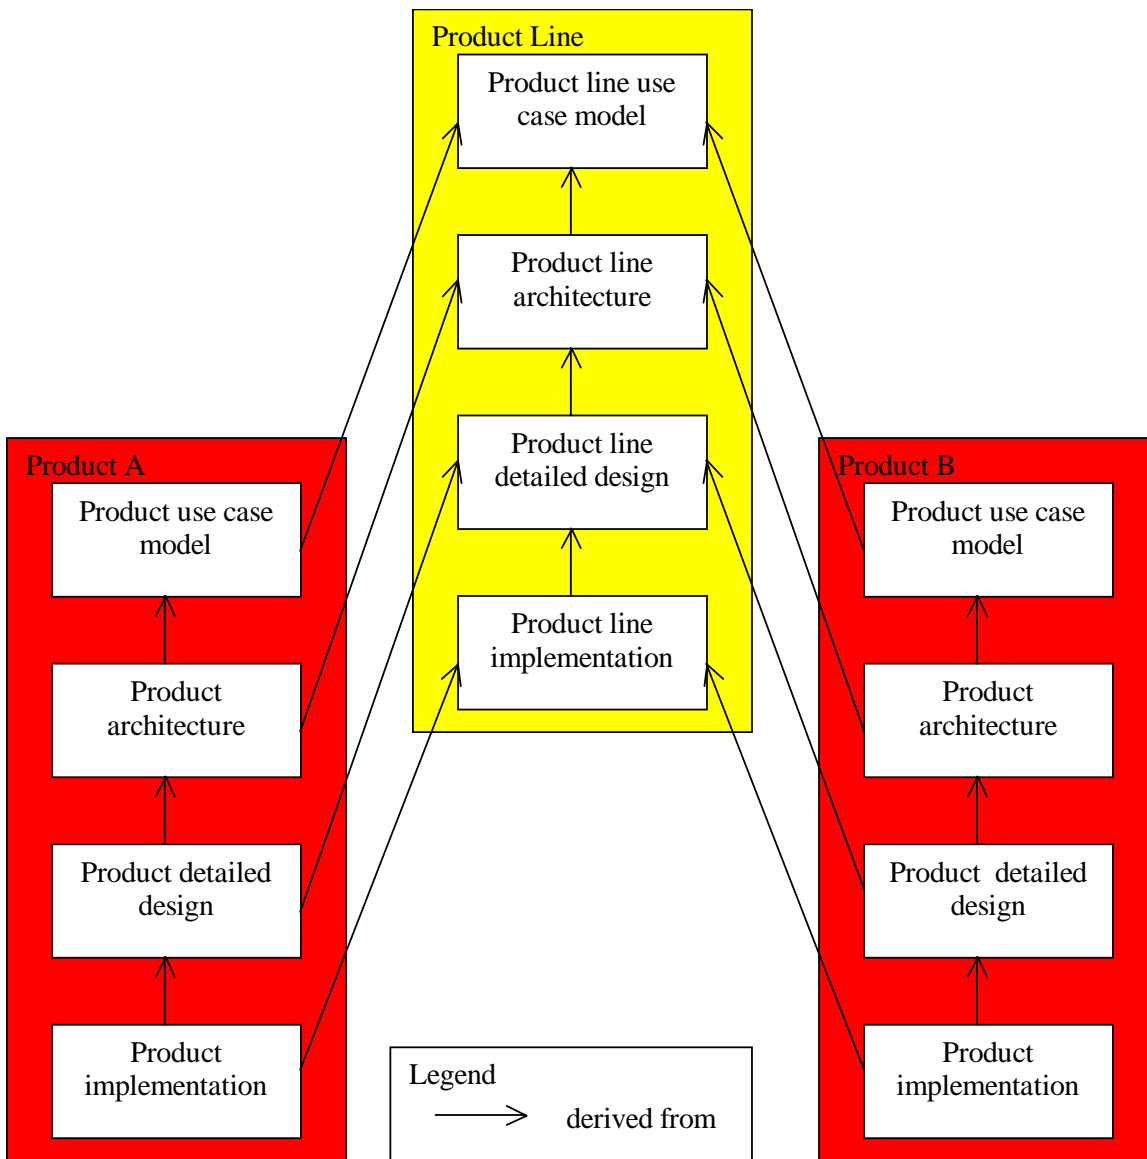 Product Line
Product line use
case model
Product line
architecture
Product line
detailed design
Product line
implementation
Product A
Product use case
model
Product
architecture
Product detailed
design
Product
implementation
Product B
Product use case
model
Product
architecture
Product  detailed
design
Product
implementation
Legend
derived from